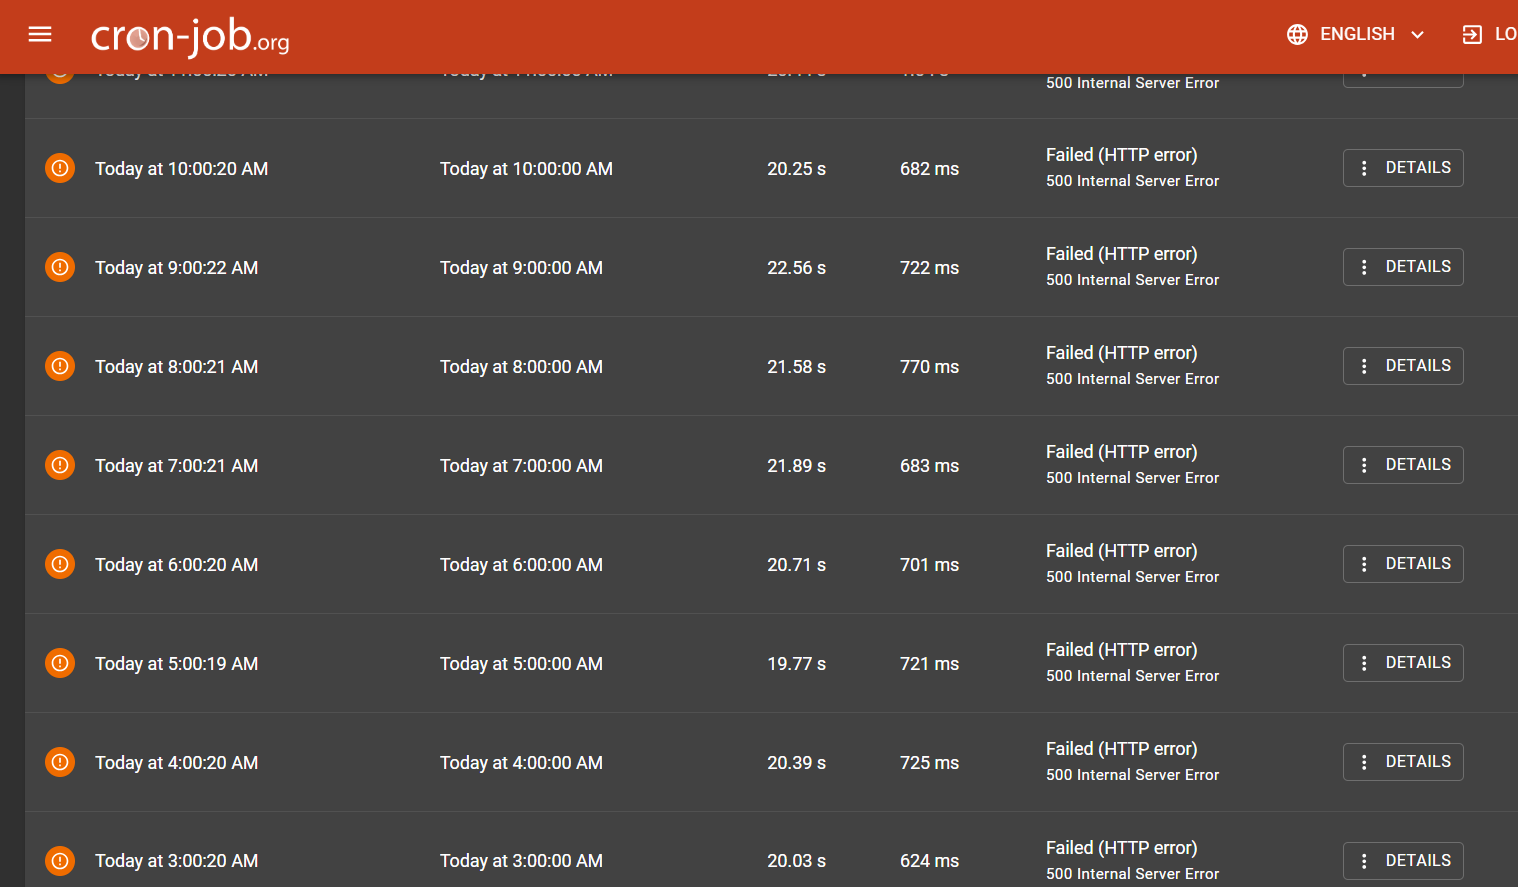 cron-job.org
ENGLISH
LO
500 Internal Server Error
Today at 10:00:20 AM Today at 10:00:00 AM 20.25 s 682 ms Failed (HTTP error) DETAILS
500 Internal Server Error
Today at 9:00:22 AM Today at 9:00:00 AM 22.56 s 722 ms Failed (HTTP error) DETAILS
500 Internal Server Error
Today at 8:00:21 AM Today at 8:00:00 AM 21.58 s 770 ms Failed (HTTP error) DETAILS
500 Internal Server Error
Today at 7:00:21 AM Today at 7:00:00 AM 21.89 s 683 ms Failed (HTTP error) DETAILS
500 Internal Server Error
Today at 6:00:20 AM Today at 6:00:00 AM 20.71 s 701 ms Failed (HTTP error) DETAILS
500 Internal Server Error
Today at 5:00:19 AM Today at 5:00:00 AM 19.77 s 721 ms Failed (HTTP error) DETAILS
500 Internal Server Error
Today at 4:00:20 AM Today at 4:00:00 AM 20.39 s 725 ms Failed (HTTP error) DETAILS
500 Internal Server Error
Today at 3:00:20 AM Today at 3:00:00 AM 20.03 s 624 ms Failed (HTTP error) DETAILS
500 Internal Server Error